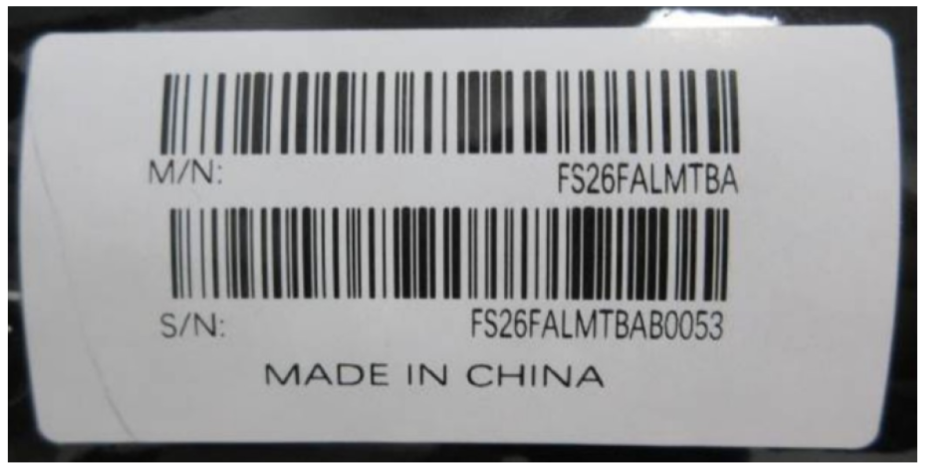 M/N: FS26FALMTBA
S/N: FS26FALMTBAB0053
MADE IN CHINA